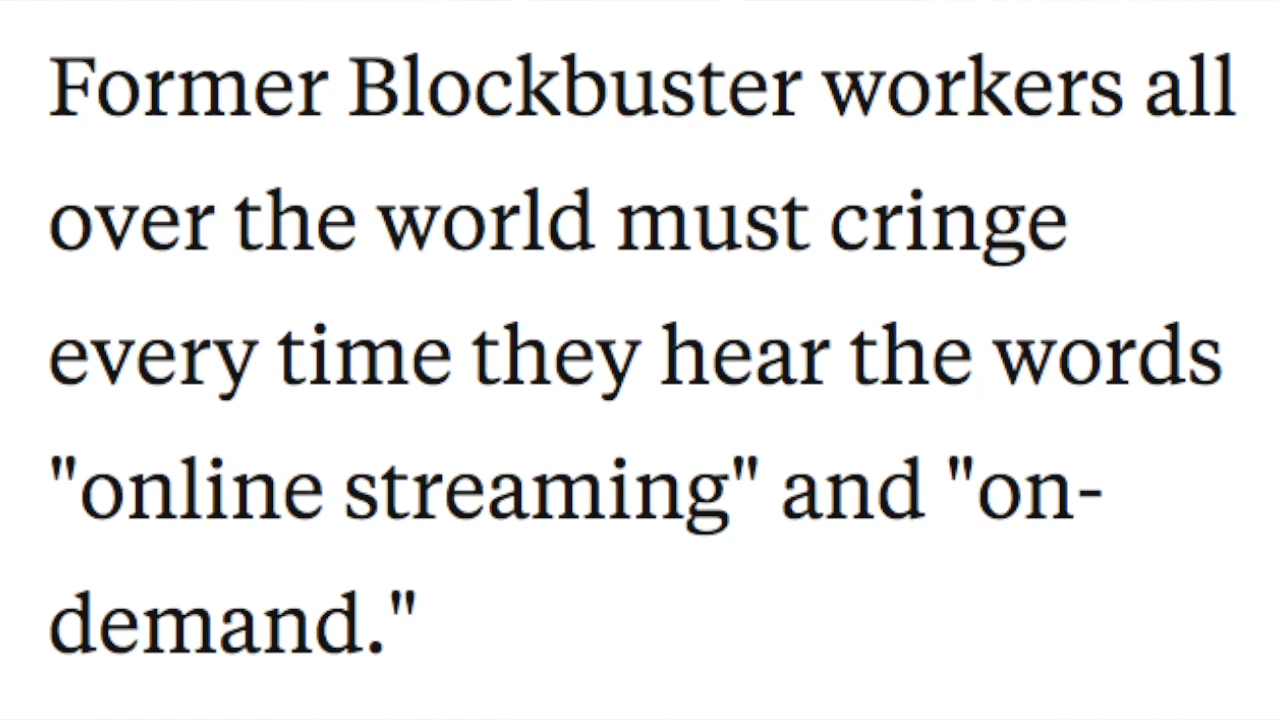 Former Blockbuster workers all
over the world must cringe
every time they hear the words
"online streaming" and "on-
demand."